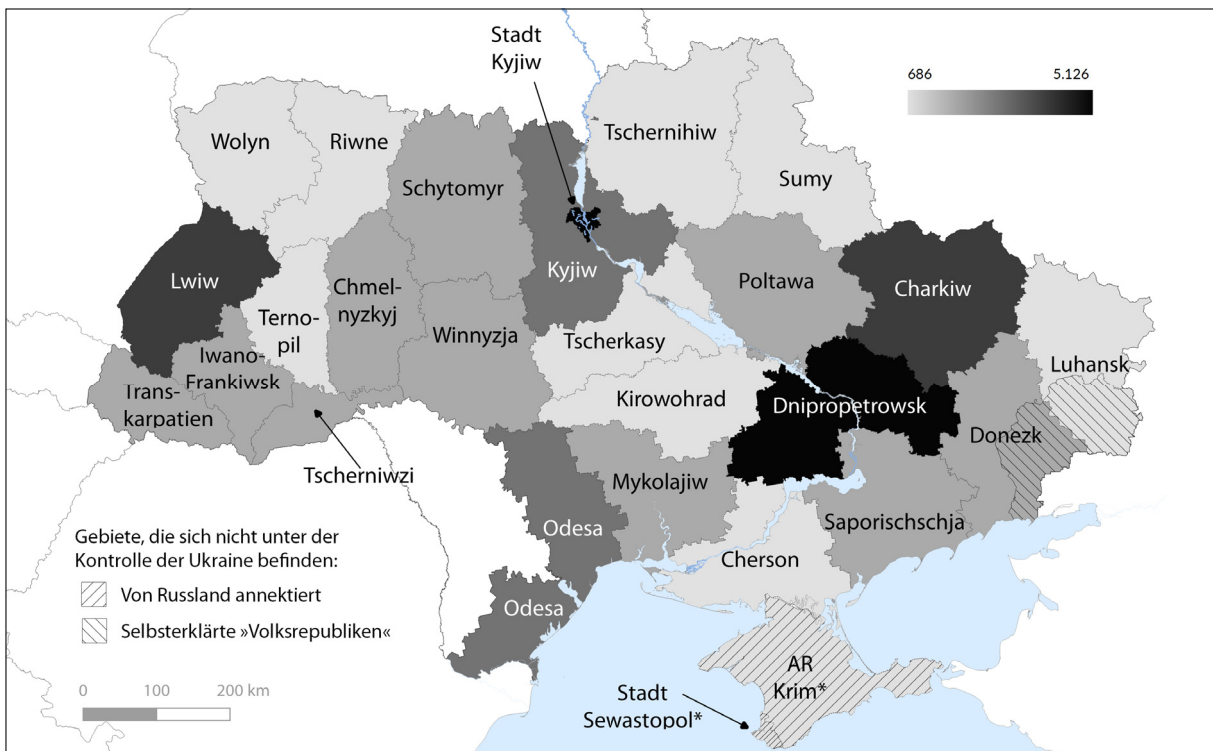 Stadt
Kyjiw
686
5.126
Wolyn
Riwne
Tschernihiw
Sumy
Schytomyr
Lwiw
Kyjiw
Poltawa
Charkiw
Chmel-
nyzkyj
Terno-
pil
Winnyzja
Tscherkasy
Iwano-
Frankiwsk
Trans-
karpatien
Kirowohrad
Dnipropetrowsk
Luhansk
Donezk
Tscherniwzi
Mykolajiw
Odesa
Saporischschja
Cherson
Odesa
Gebiete, die sich nicht unter der
Kontrolle der Ukraine befinden:
Von Russland annektiert
Selbsterklärte »Volksrepubliken«
0
100
200 km
AR
Krim*
Stadt
Sewastopol*